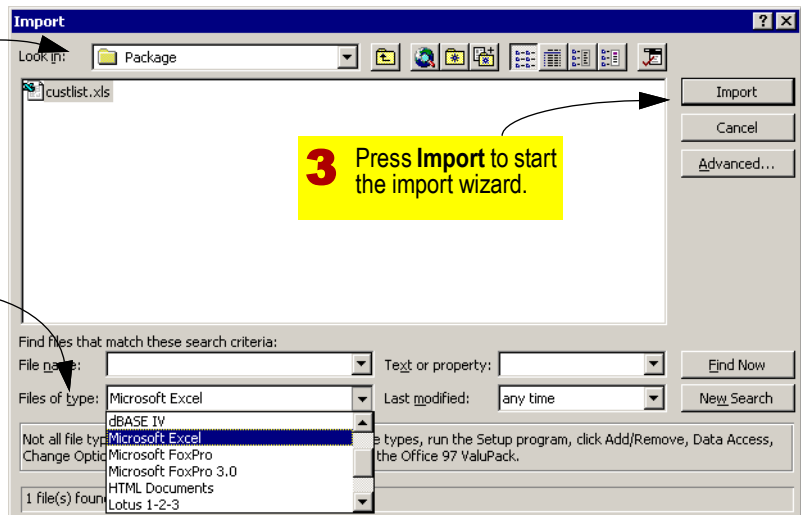 Import
Look in: Package
custlist.xls
Import
Cancel
Advanced...
3 Press Import to start
the import wizard.
Find files that match these search criteria:
File name: Text or property: Find Now
Files of type: Microsoft Excel Last modified: any time New Search
dBASE IV
Microsoft Excel
Microsoft FoxPro
Microsoft FoxPro 3.0
HTML Documents
Lotus 1-2-3
Not all file typ e types, run the Setup program, click Add/Remove, Data Access,
Change Optio the Office 97 ValuPack.
1 file(s) foun